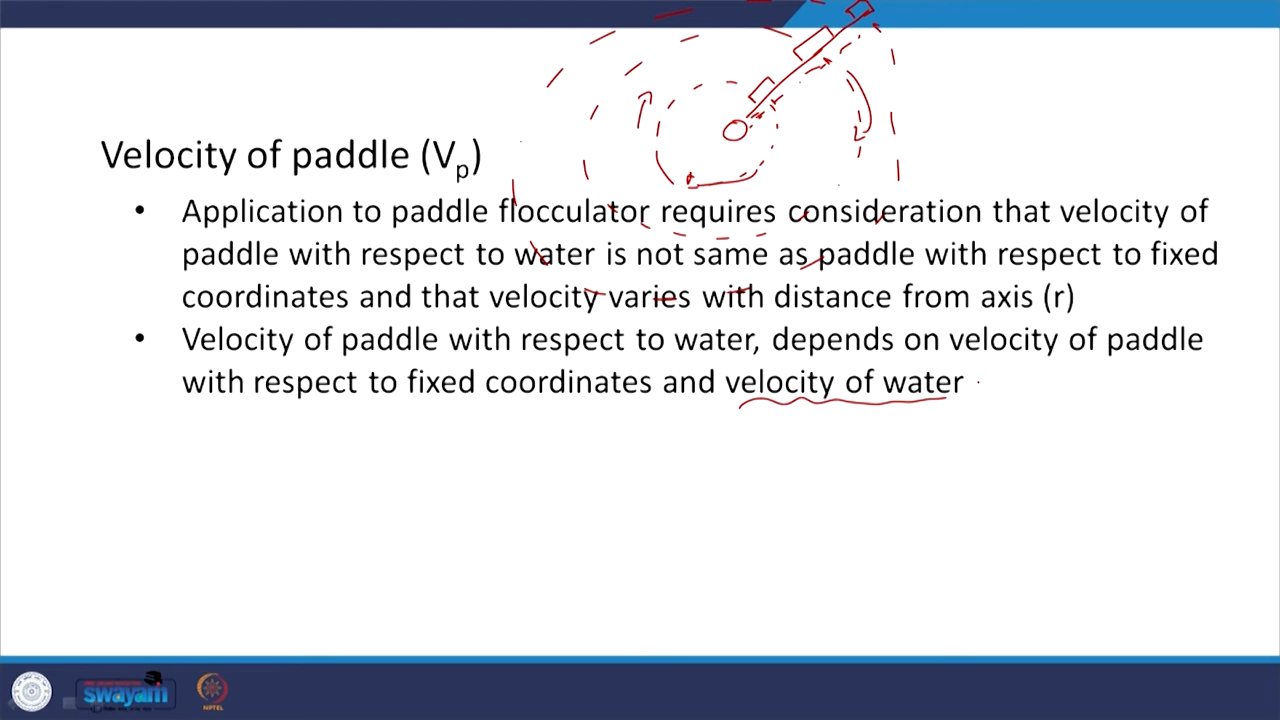 Velocity of paddle (Vp)
• Application to paddle flocculator requires consideration that velocity of
paddle with respect to water is not same as paddle with respect to fixed
coordinates and that velocity varies with distance from axis (r)
• Velocity of paddle with respect to water, depends on velocity of paddle
with respect to fixed coordinates and velocity of water
swayam
NPTEL